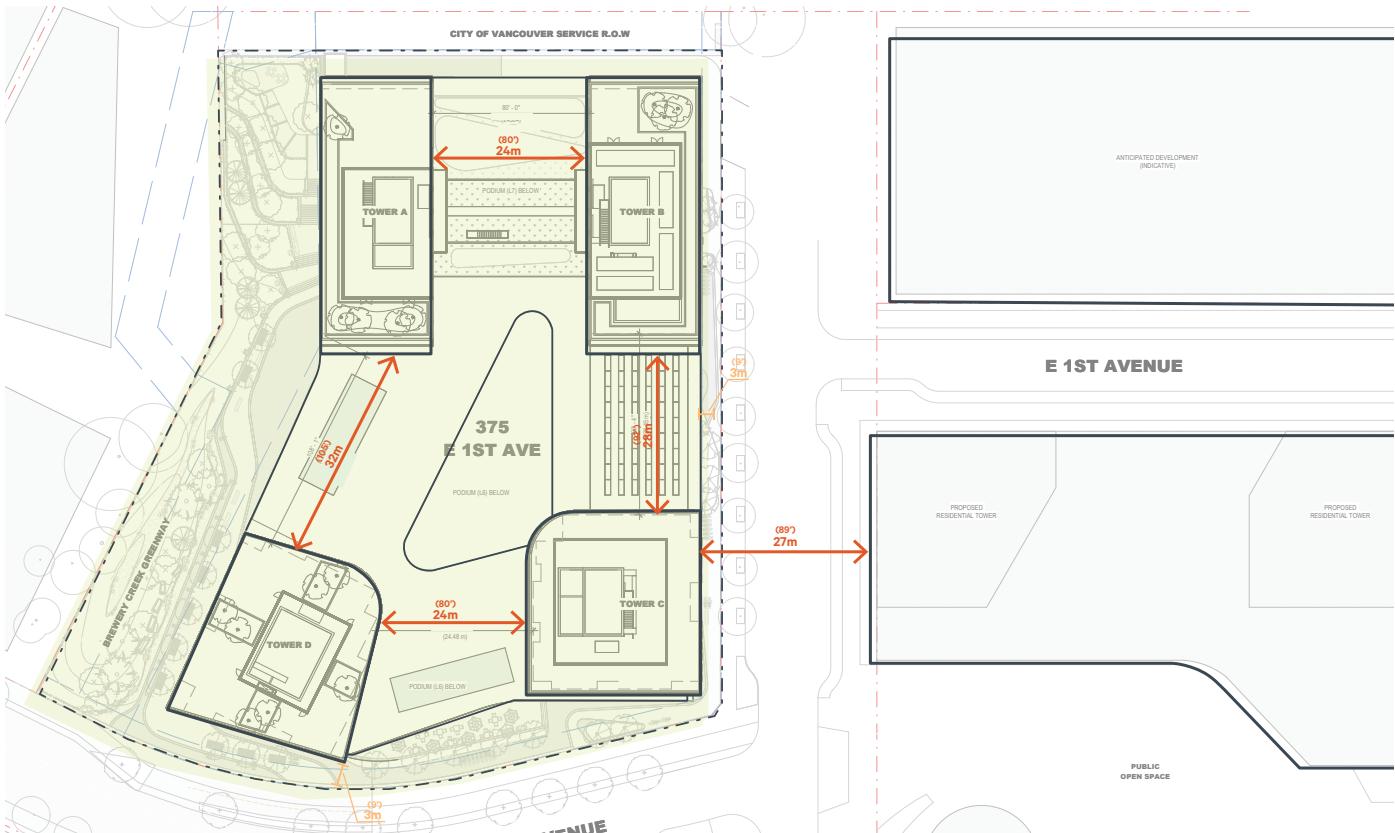 CITY OF VANCOUVER SERVICE R.O.W
80' - 0"
(80')
24m
ANTICIPATED DEVELOPMENT
(INDICATIVE)
PODIUM (L7) BELOW
TOWER A
TOWER B
E 1ST AVENUE
(9')
3m
375
E 1ST AVE
(105')
32m
(92')
28m
PODIUM (L6) BELOW
PROPOSED
RESIDENTIAL TOWER
PROPOSED
RESIDENTIAL TOWER
(89')
27m
BREWERY CREEK GREENWAY
(80')
24m
TOWER C
(24.48 m)
TOWER D
PODIUM (L6) BELOW
PUBLIC
OPEN SPACE
(9')
3m